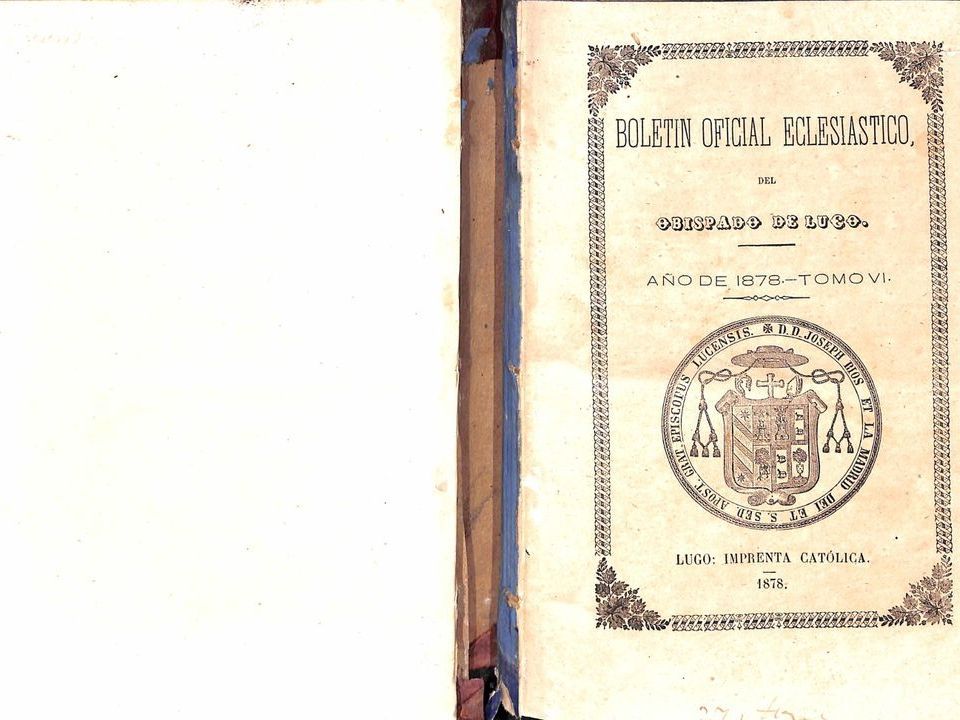 BOLETIN OFICIAL ECLESIASTICO,
DEL
OBISPADO DE LUGO.
AÑO DE 1878.—TOMO VI.
✠ D. D. JOSEPH RIOS ET LA MADRID DEI ET S. SED. APOST. GRAT. EPISCOPUS LUCENSIS.
LUGO: IMPRENTA CATÓLICA.
1878.